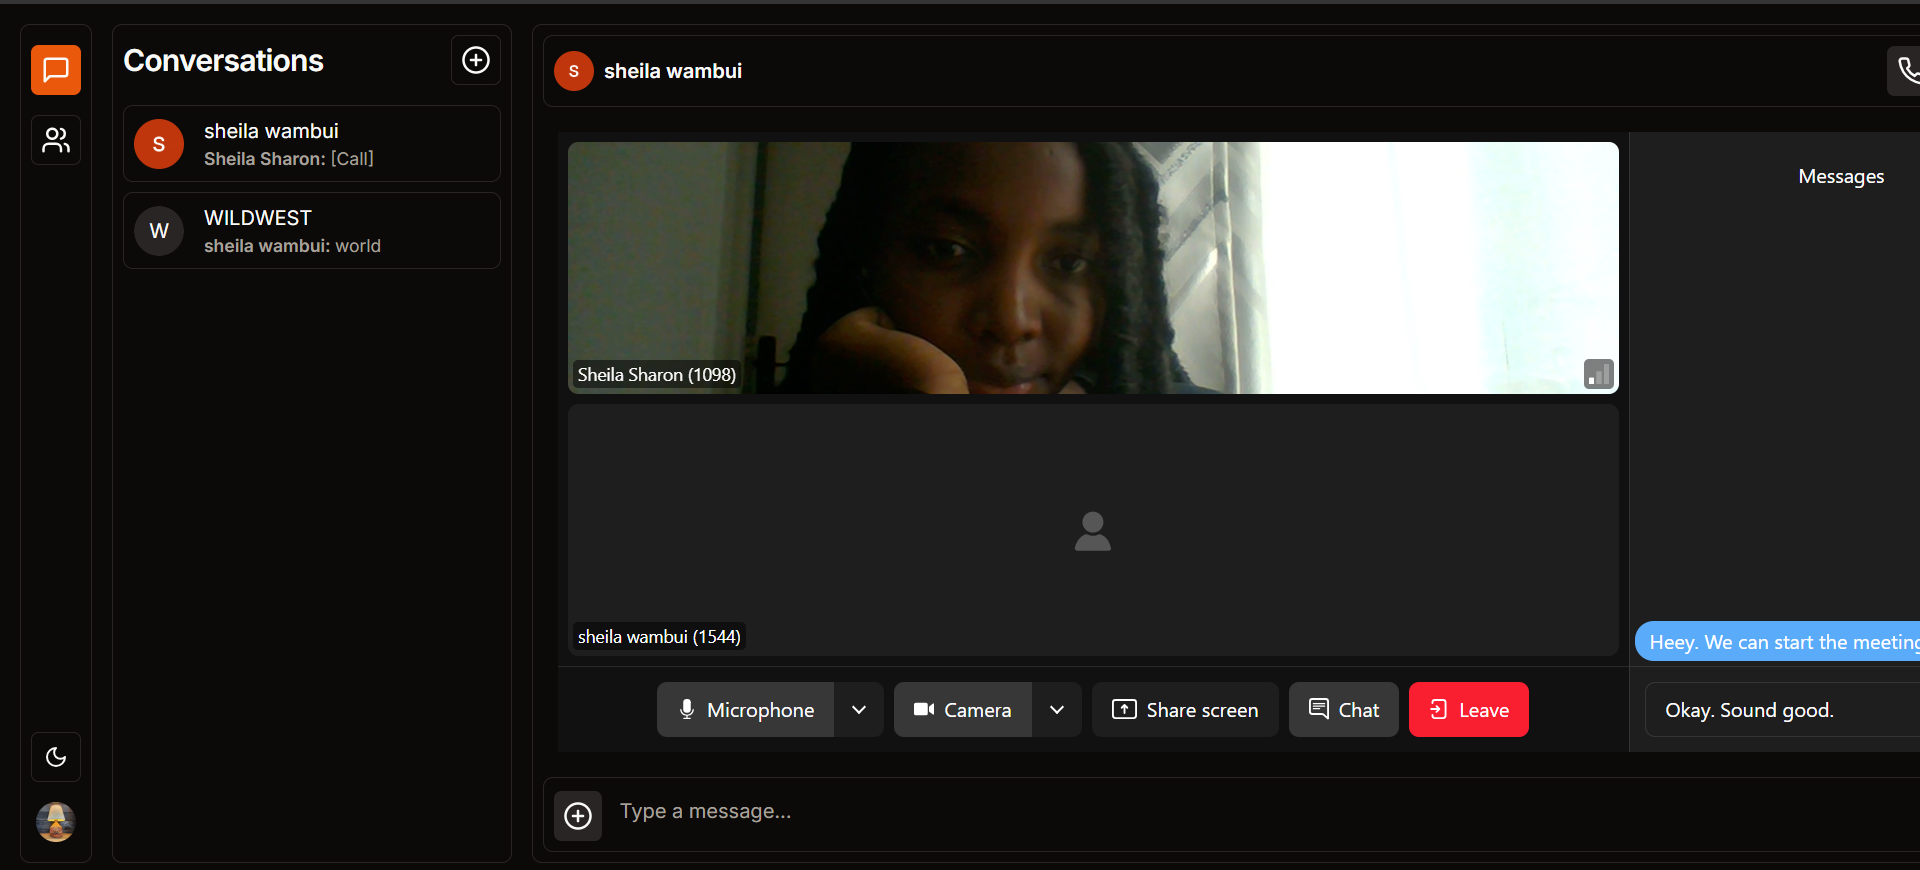 Conversations
S
sheila wambui
Sheila Sharon: [Call]
W
WILDWEST
sheila wambui: world
S
sheila wambui
Sheila Sharon (1098)
sheila wambui (1544)
Microphone
Camera
Share screen
Chat
Leave
Messages
Heey. We can start the meeting
Okay. Sound good.
Type a message...